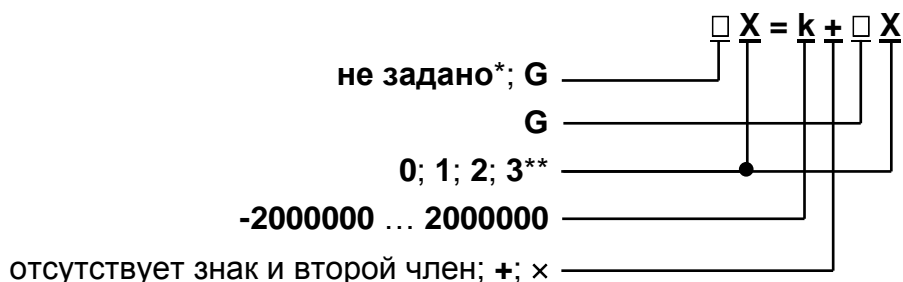 □ X = k + □ X
не задано*; G
G
0; 1; 2; 3**
-2000000 … 2000000
отсутствует знак и второй член; +; ×